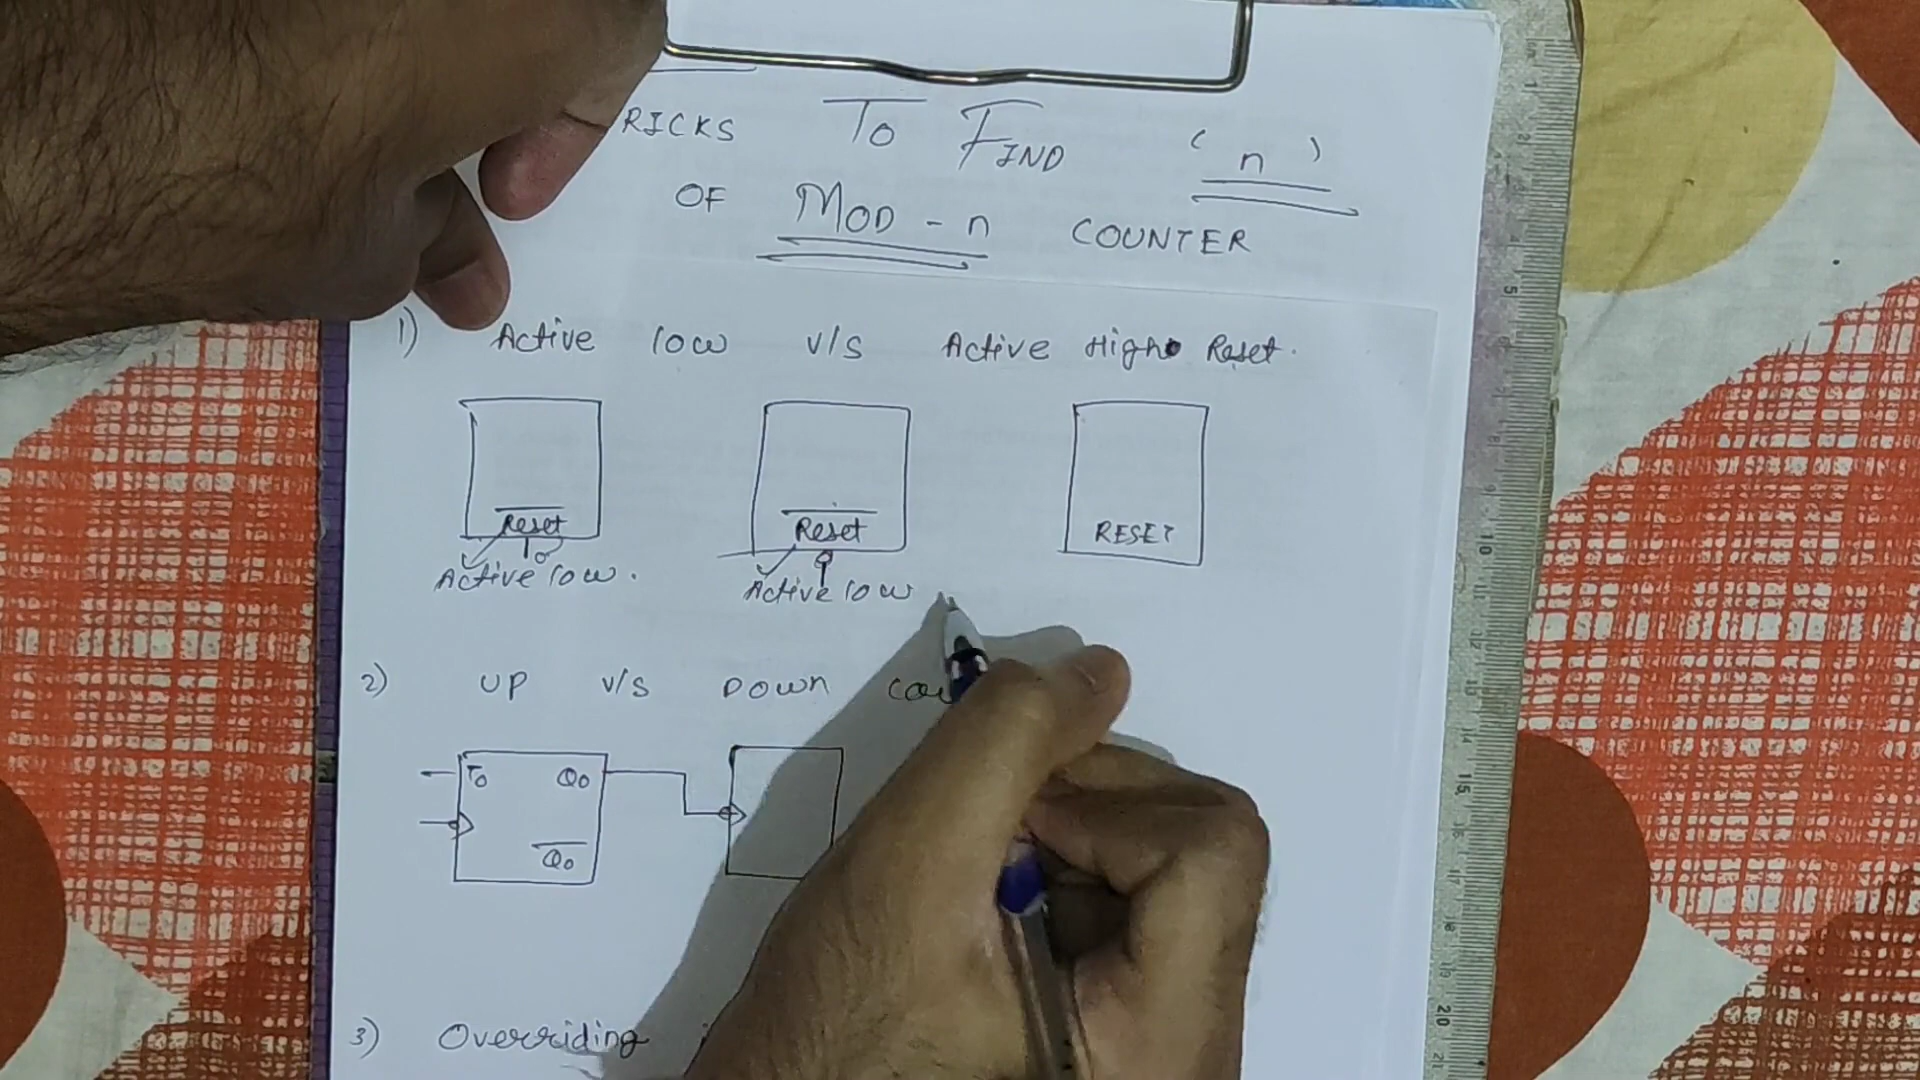 RICKS TO FIND ' n '
OF MOD - n COUNTER
1) Active low v/s Active High Reset.
Reset Reset RESET
Active low. Active low
2) UP v/s DOWN cou
T0 Q0
Q0
3) Overriding